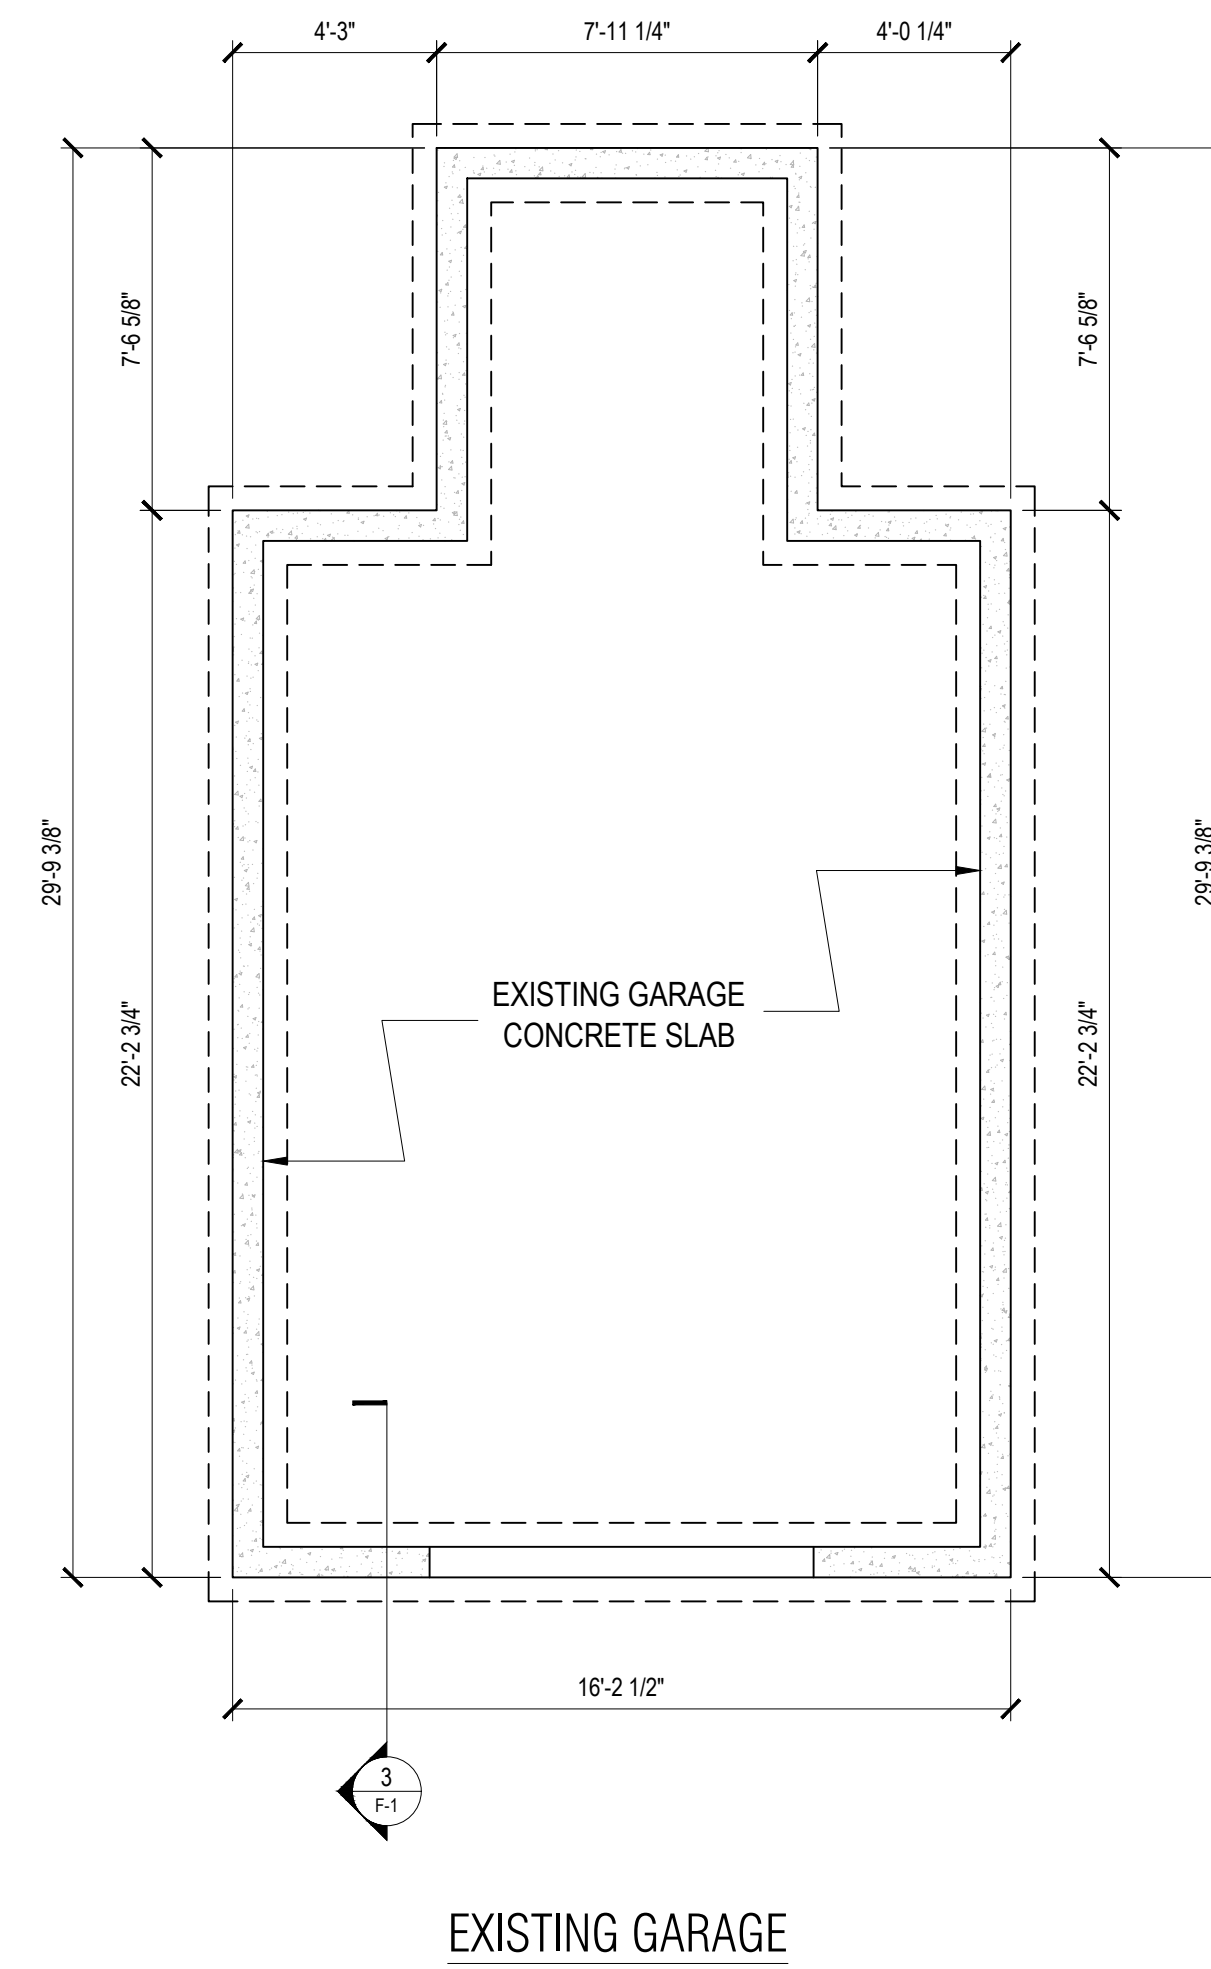 4'-3"
7'-11 1/4"
4'-0 1/4"
7'-6 5/8"
7'-6 5/8"
29'-9 3/8"
29'-9 3/8"
EXISTING GARAGE
CONCRETE SLAB
22'-2 3/4"
22'-2 3/4"
16'-2 1/2"
3
F-1
EXISTING GARAGE